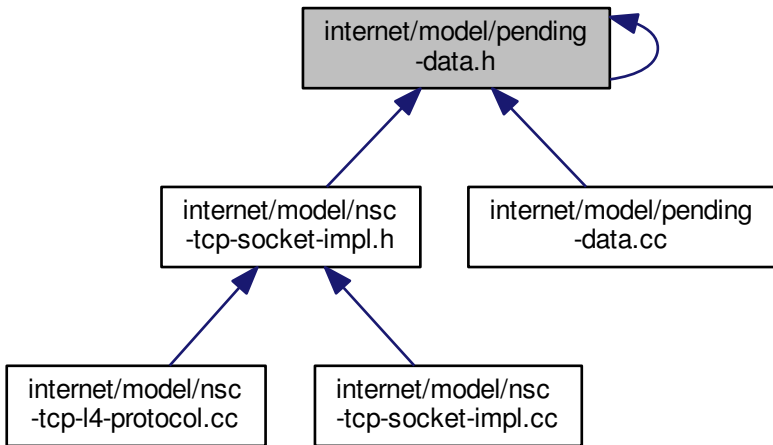 internet/model/pending
-data.h
internet/model/nsc
-tcp-socket-impl.h
internet/model/pending
-data.cc
internet/model/nsc
-tcp-l4-protocol.cc
internet/model/nsc
-tcp-socket-impl.cc